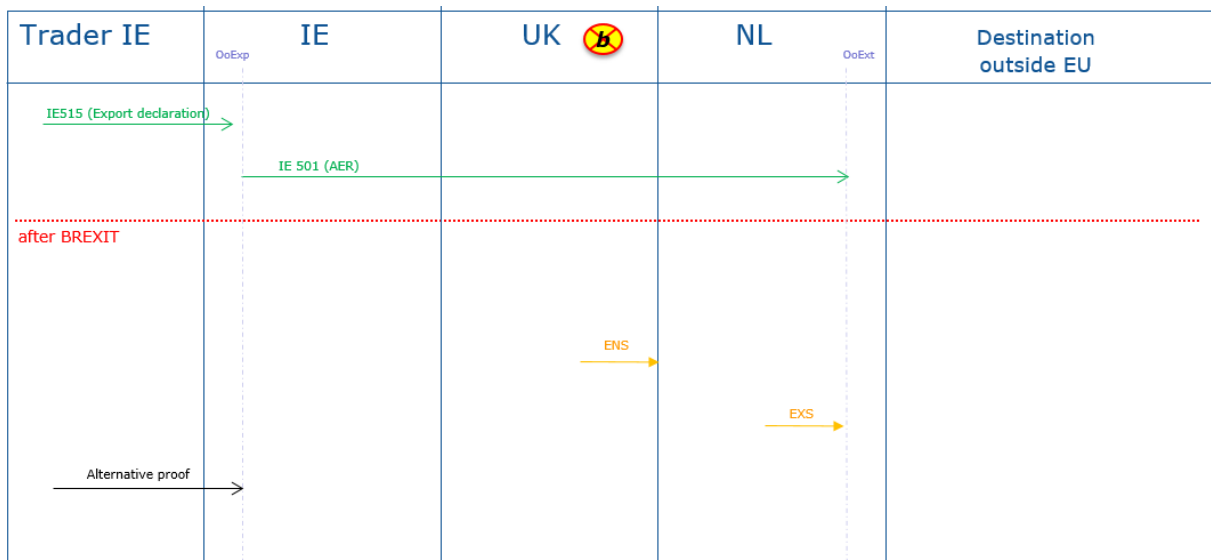 Trader IE
IE
UK
b
NL
Destination
outside EU
OoExp
OoExt
IE515 (Export declaration)
IE 501 (AER)
after BREXIT
ENS
EXS
Alternative proof